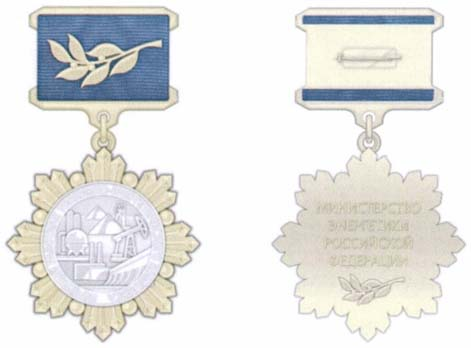 МИНИСТЕРСТВО
ЭНЕРГЕТИКИ
РОССИЙСКОЙ
ФЕДЕРАЦИИ